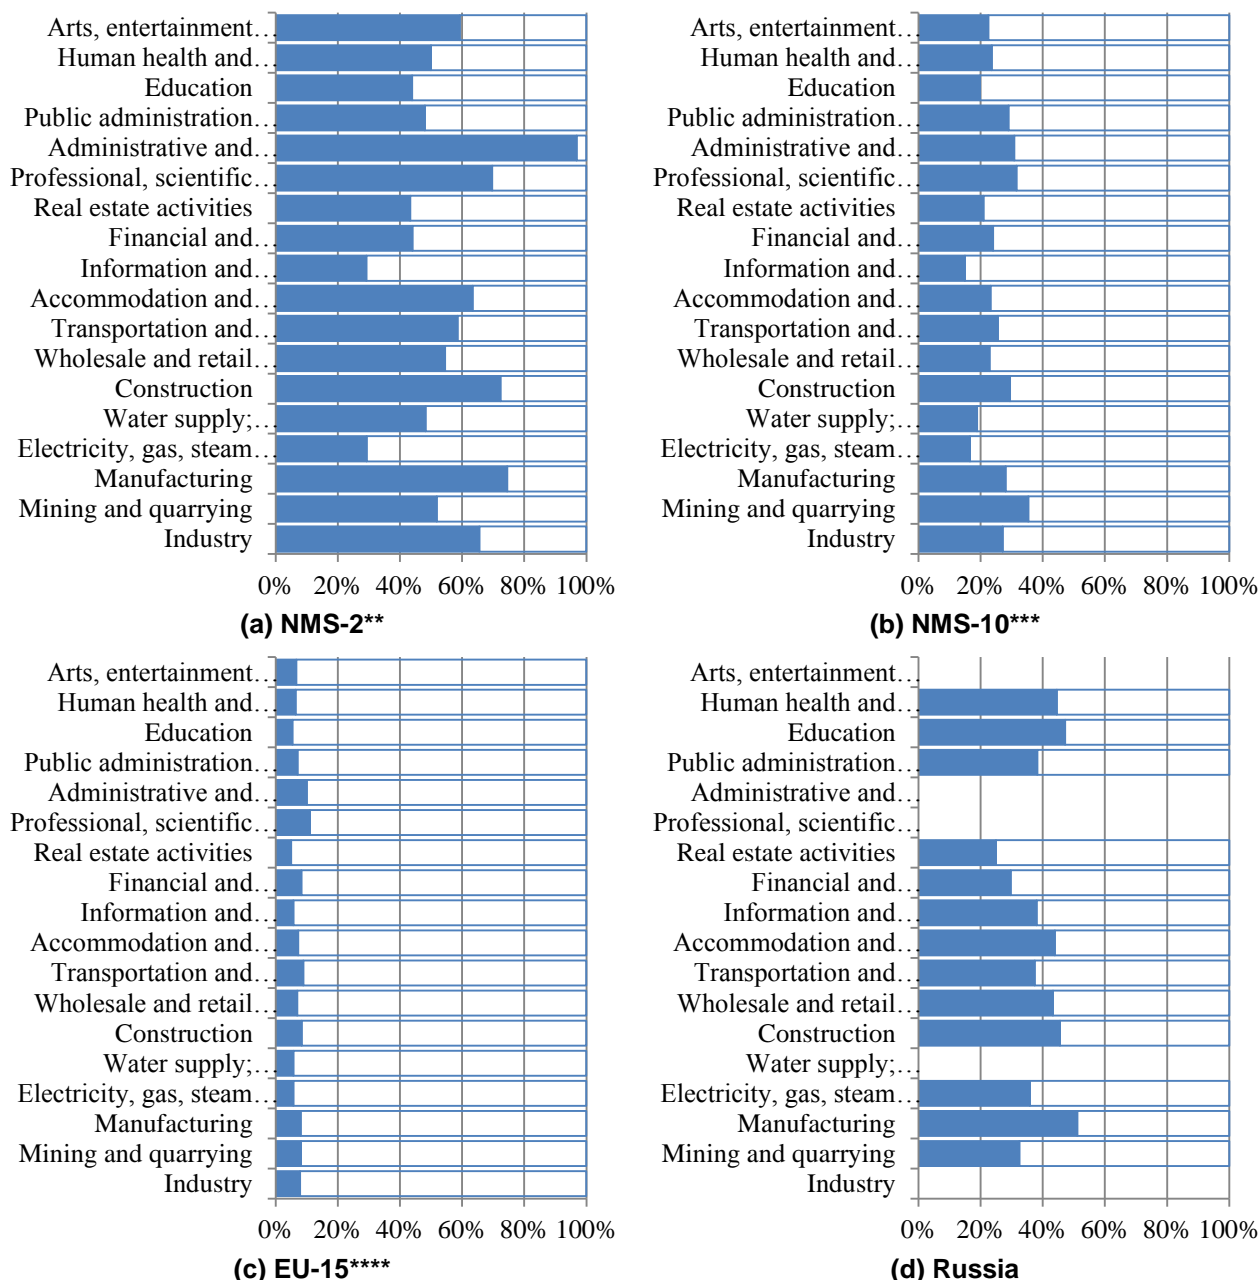 Arts, entertainment…
Human health and…
Education
Public administration…
Administrative and…
Professional, scientific…
Real estate activities
Financial and…
Information and…
Accommodation and…
Transportation and…
Wholesale and retail…
Construction
Water supply;…
Electricity, gas, steam…
Manufacturing
Mining and quarrying
Industry
0% 20% 40% 60% 80% 100%
(a) NMS-2**
Arts, entertainment…
Human health and…
Education
Public administration…
Administrative and…
Professional, scientific…
Real estate activities
Financial and…
Information and…
Accommodation and…
Transportation and…
Wholesale and retail…
Construction
Water supply;…
Electricity, gas, steam…
Manufacturing
Mining and quarrying
Industry
0% 20% 40% 60% 80% 100%
(b) NMS-10***
Arts, entertainment…
Human health and…
Education
Public administration…
Administrative and…
Professional, scientific…
Real estate activities
Financial and…
Information and…
Accommodation and…
Transportation and…
Wholesale and retail…
Construction
Water supply;…
Electricity, gas, steam…
Manufacturing
Mining and quarrying
Industry
0% 20% 40% 60% 80% 100%
(c) EU-15****
Arts, entertainment…
Human health and…
Education
Public administration…
Administrative and…
Professional, scientific…
Real estate activities
Financial and…
Information and…
Accommodation and…
Transportation and…
Wholesale and retail…
Construction
Water supply;…
Electricity, gas, steam…
Manufacturing
Mining and quarrying
Industry
0% 20% 40% 60% 80% 100%
(d) Russia